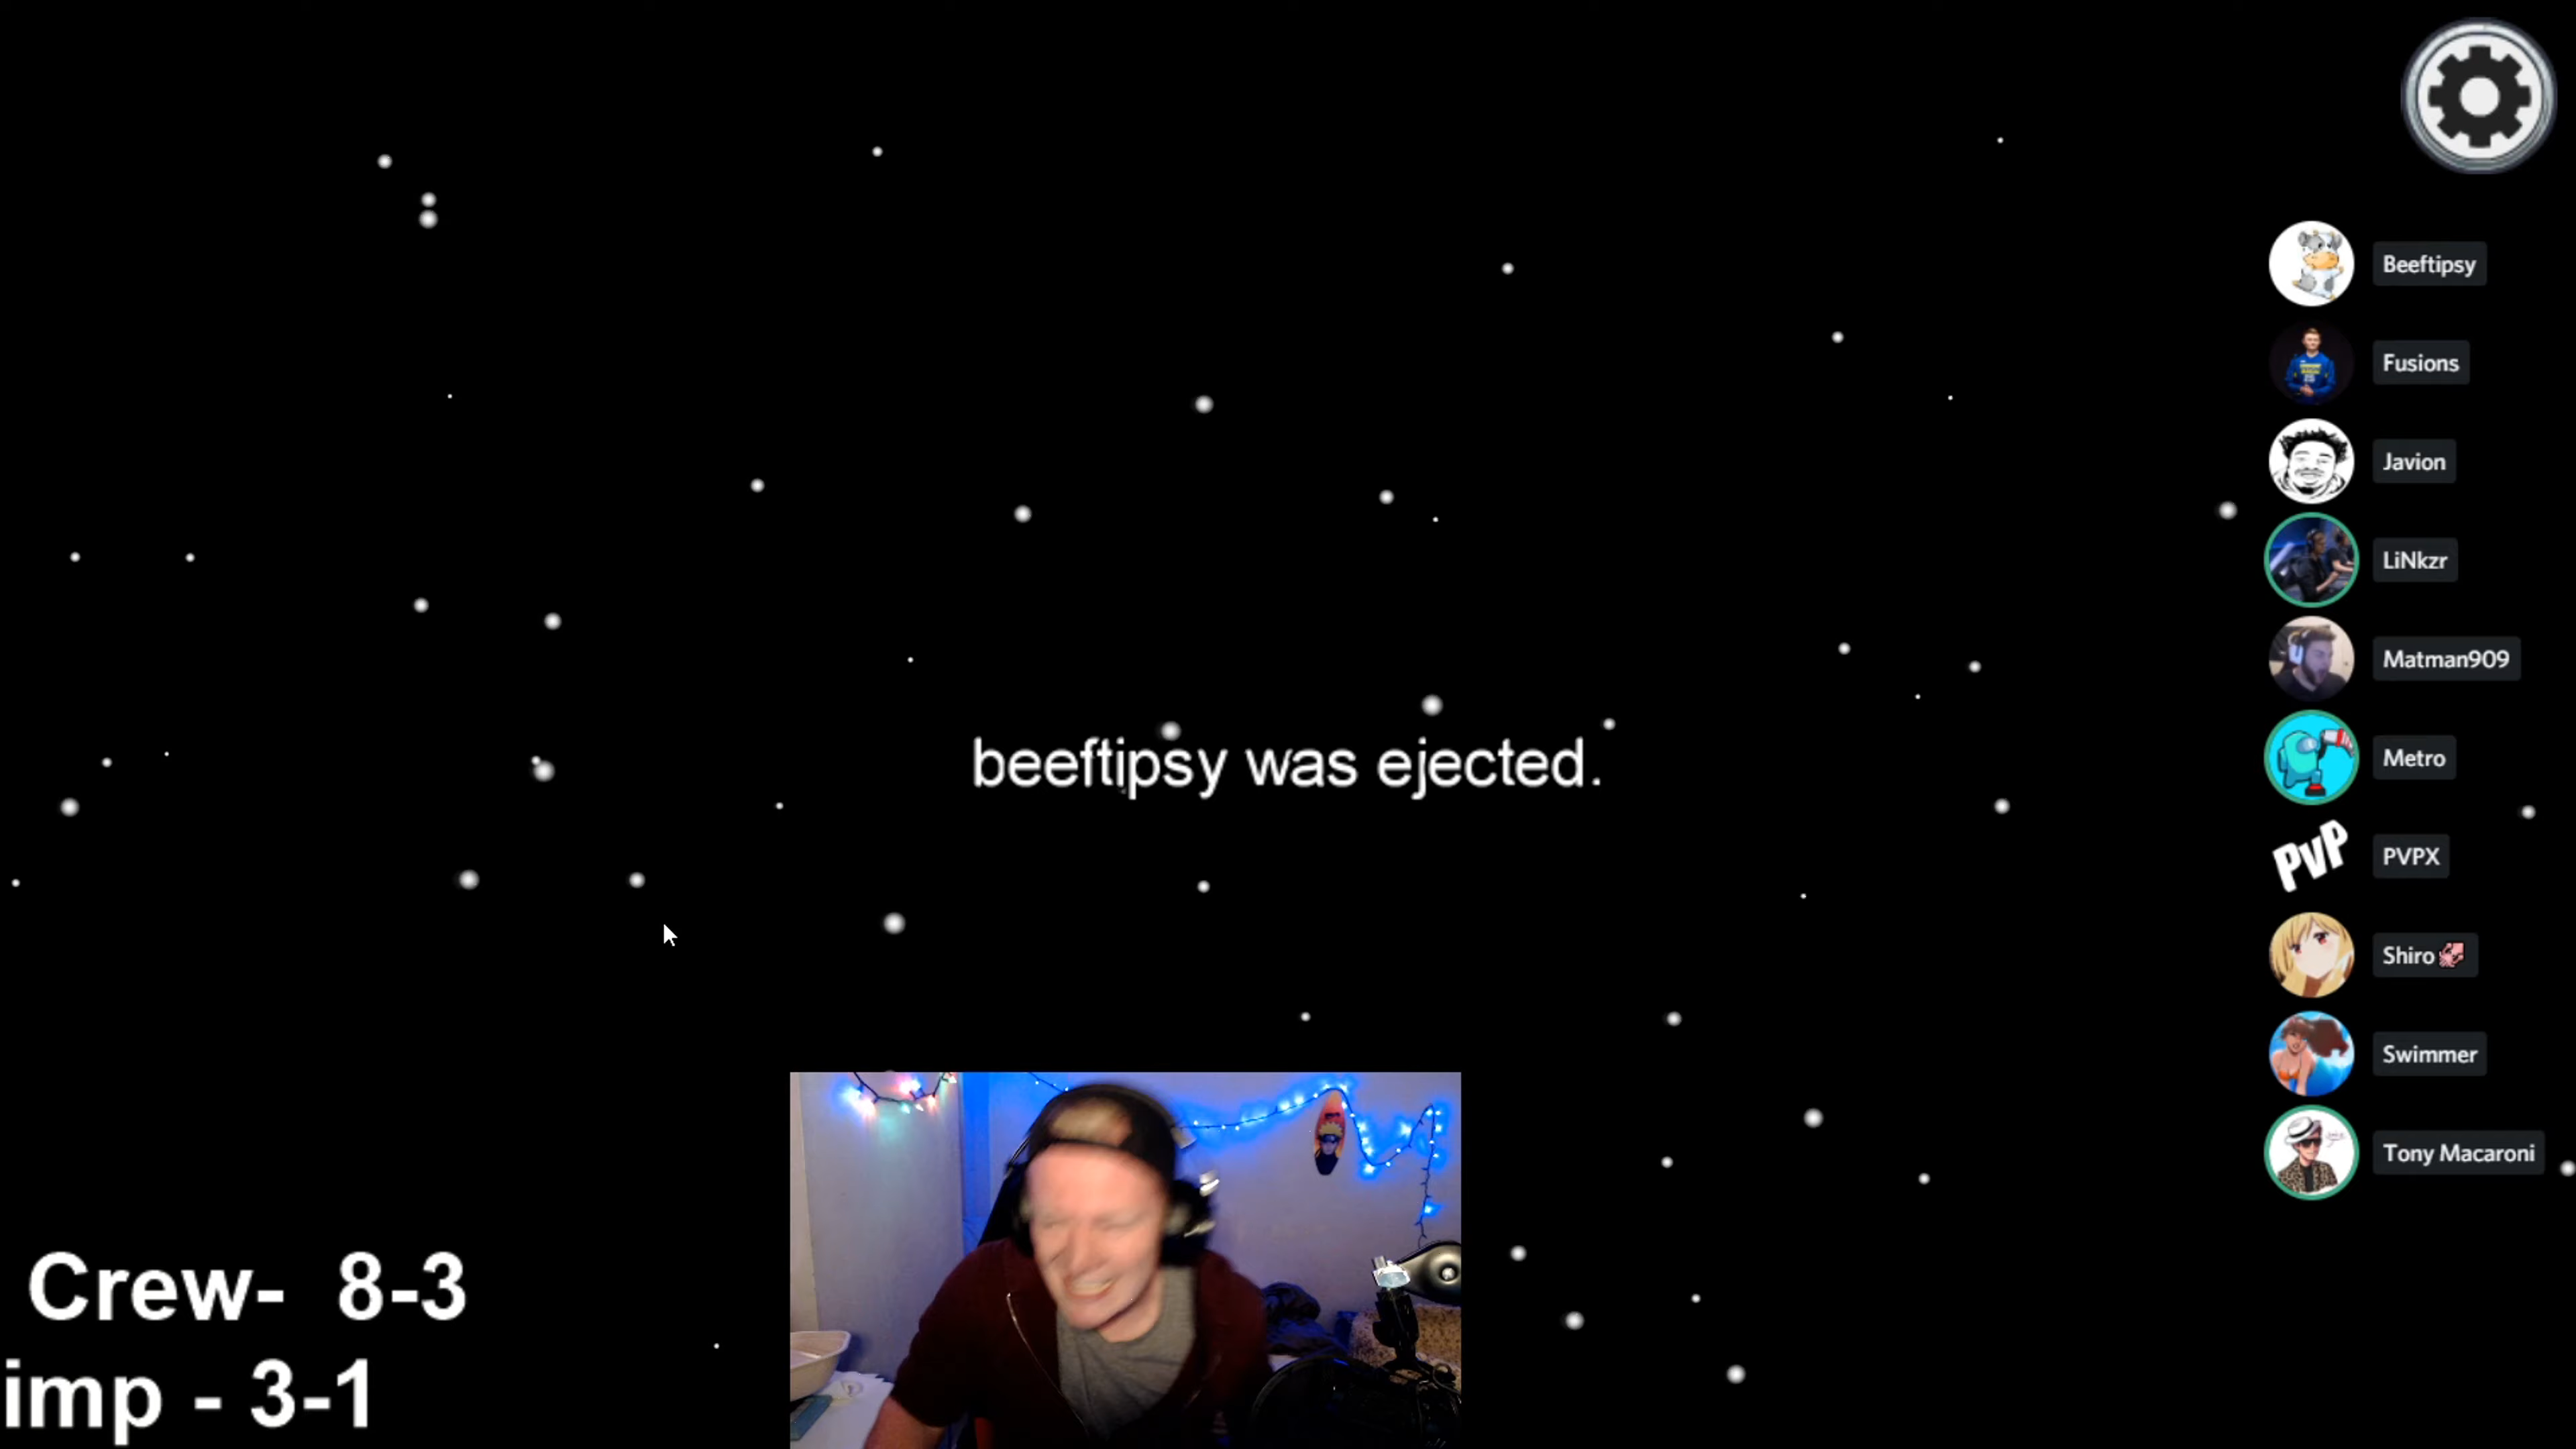 Beeftipsy
Fusions
Javion
LiNkzr
Matman909
beeftipsy was ejected.
Metro
PVP
PVPX
Shiro
Swimmer
Tony Macaroni
Crew- 8-3
imp - 3-1